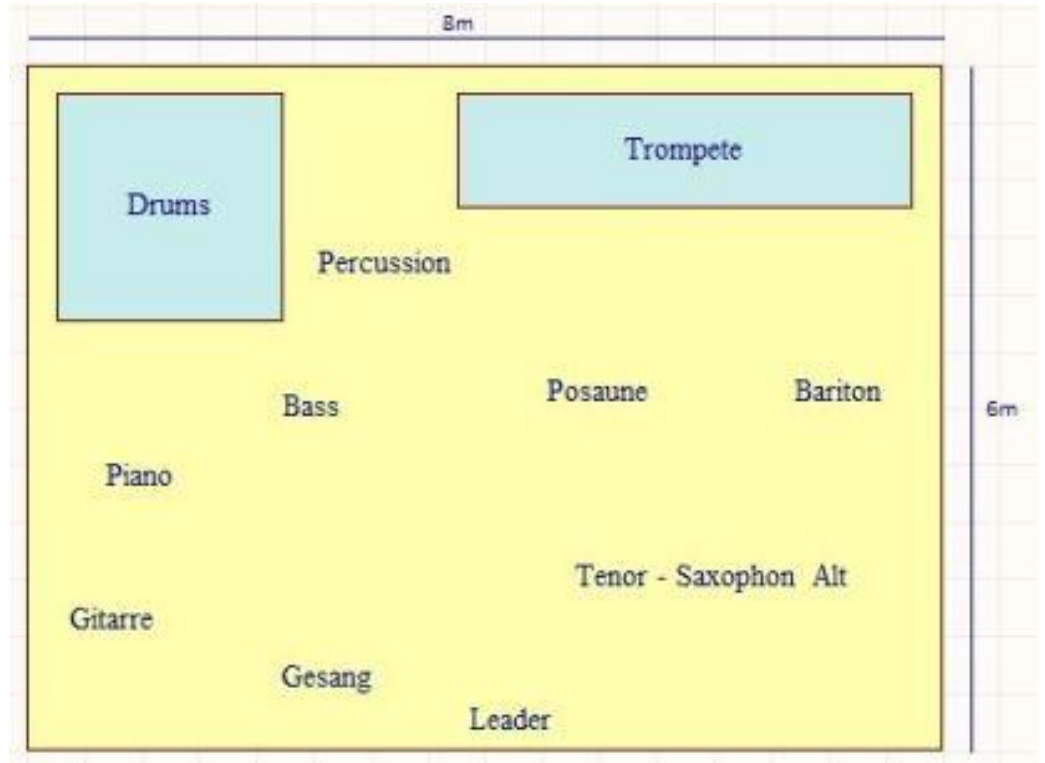 8m
Trompete
Drums
Percussion
Posaune
Bariton
Bass
6m
Piano
Tenor - Saxophon Alt
Gitarre
Gesang
Leader